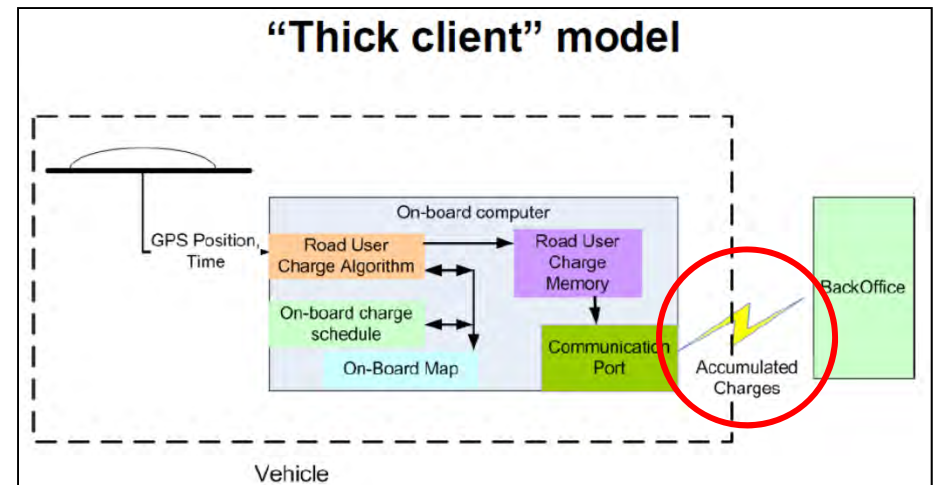 “Thick client” model
On-board computer
GPS Position,
Time
Road User
Charge Algorithm
Road User
Charge
Memory
On-board charge
schedule
On-Board Map
Communication
Port
Accumulated
Charges
BackOffice
Vehicle